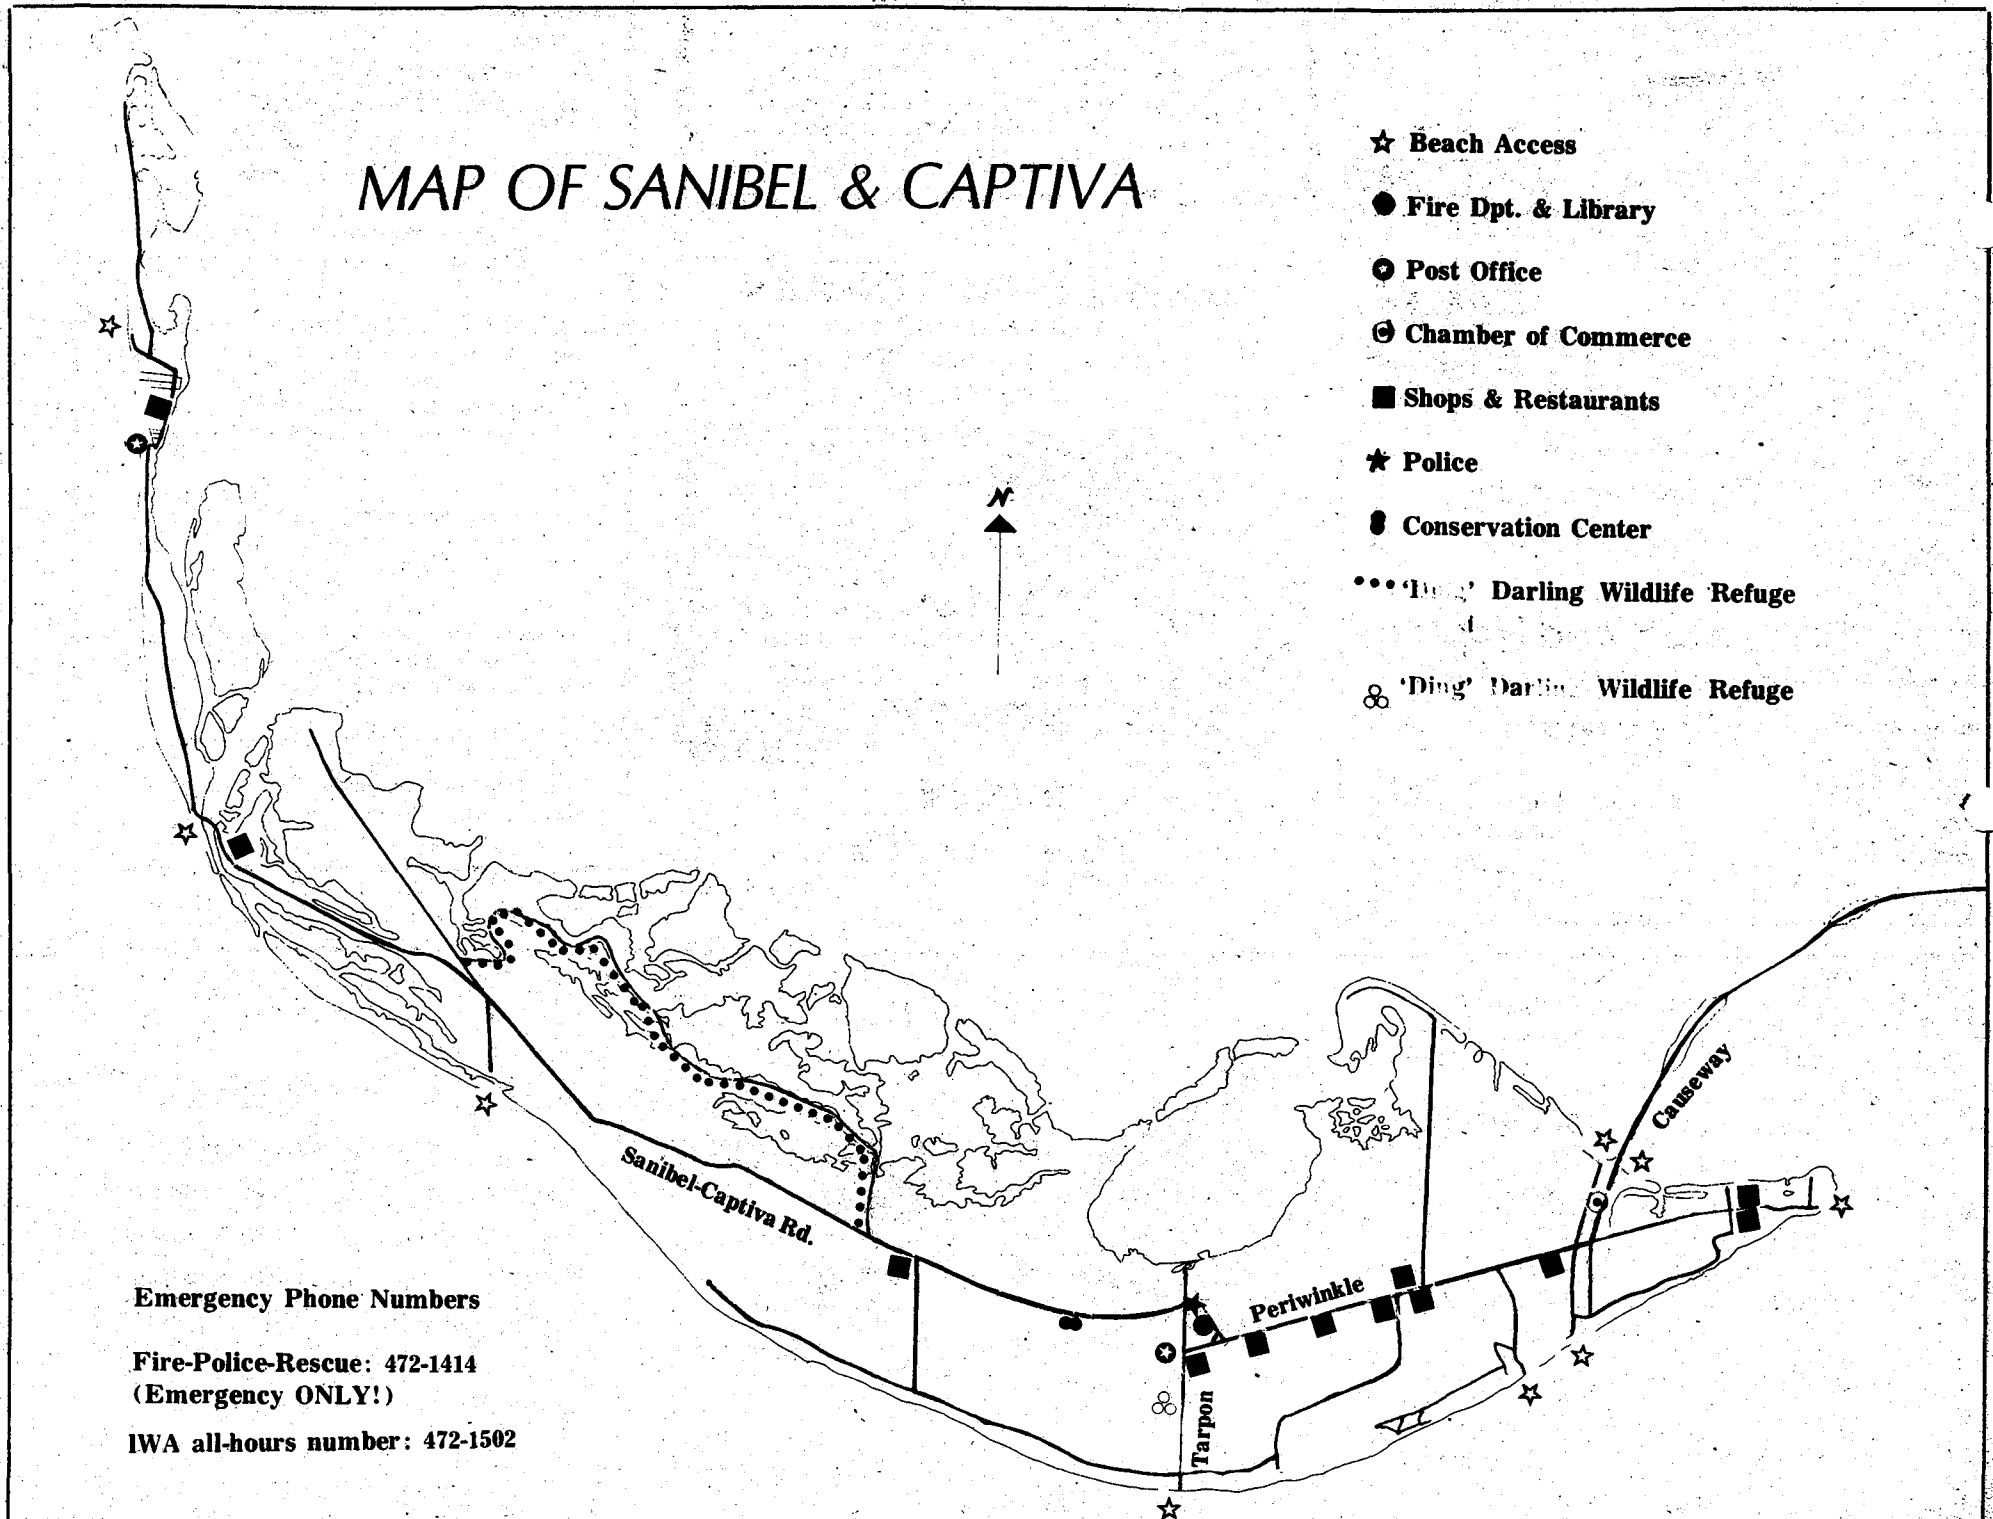 MAP OF SANIBEL & CAPTIVA
Beach Access
Fire Dpt. & Library
Post Office
Chamber of Commerce
Shops & Restaurants
Police
Conservation Center
N
Darling Wildlife Refuge
'Ding' Wildlife Refuge
Causeway
Sanibel-Captiva Rd.
Periwinkle
Tarpon
Emergency Phone Numbers
Fire-Police-Rescue: 472-1414
(Emergency ONLY!)
IWA all-hours number: 472-1502